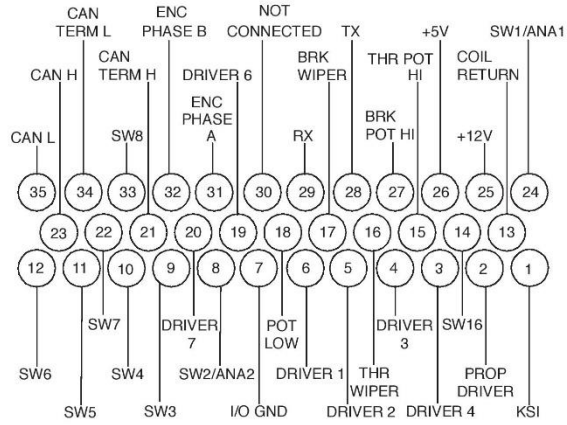 CAN
TERM L
ENC
PHASE B
NOT
CONNECTED
TX
+5V
SW1/ANA1
CAN H
CAN
TERM H
DRIVER 6
BRK
WIPER
THR POT
HI
COIL
RETURN
ENC
PHASE
A
CAN L
SW8
RX
BRK
POT HI
+12V
35
34
33
32
31
30
29
28
27
26
25
24
23
22
21
20
19
18
17
16
15
14
13
12
11
10
9
8
7
6
5
4
3
2
1
SW7
DRIVER
7
POT
LOW
DRIVER
3
SW16
SW6
SW4
SW2/ANA2
DRIVER 1
THR
WIPER
PROP
DRIVER
SW5
SW3
I/O GND
DRIVER 2
DRIVER 4
KSI